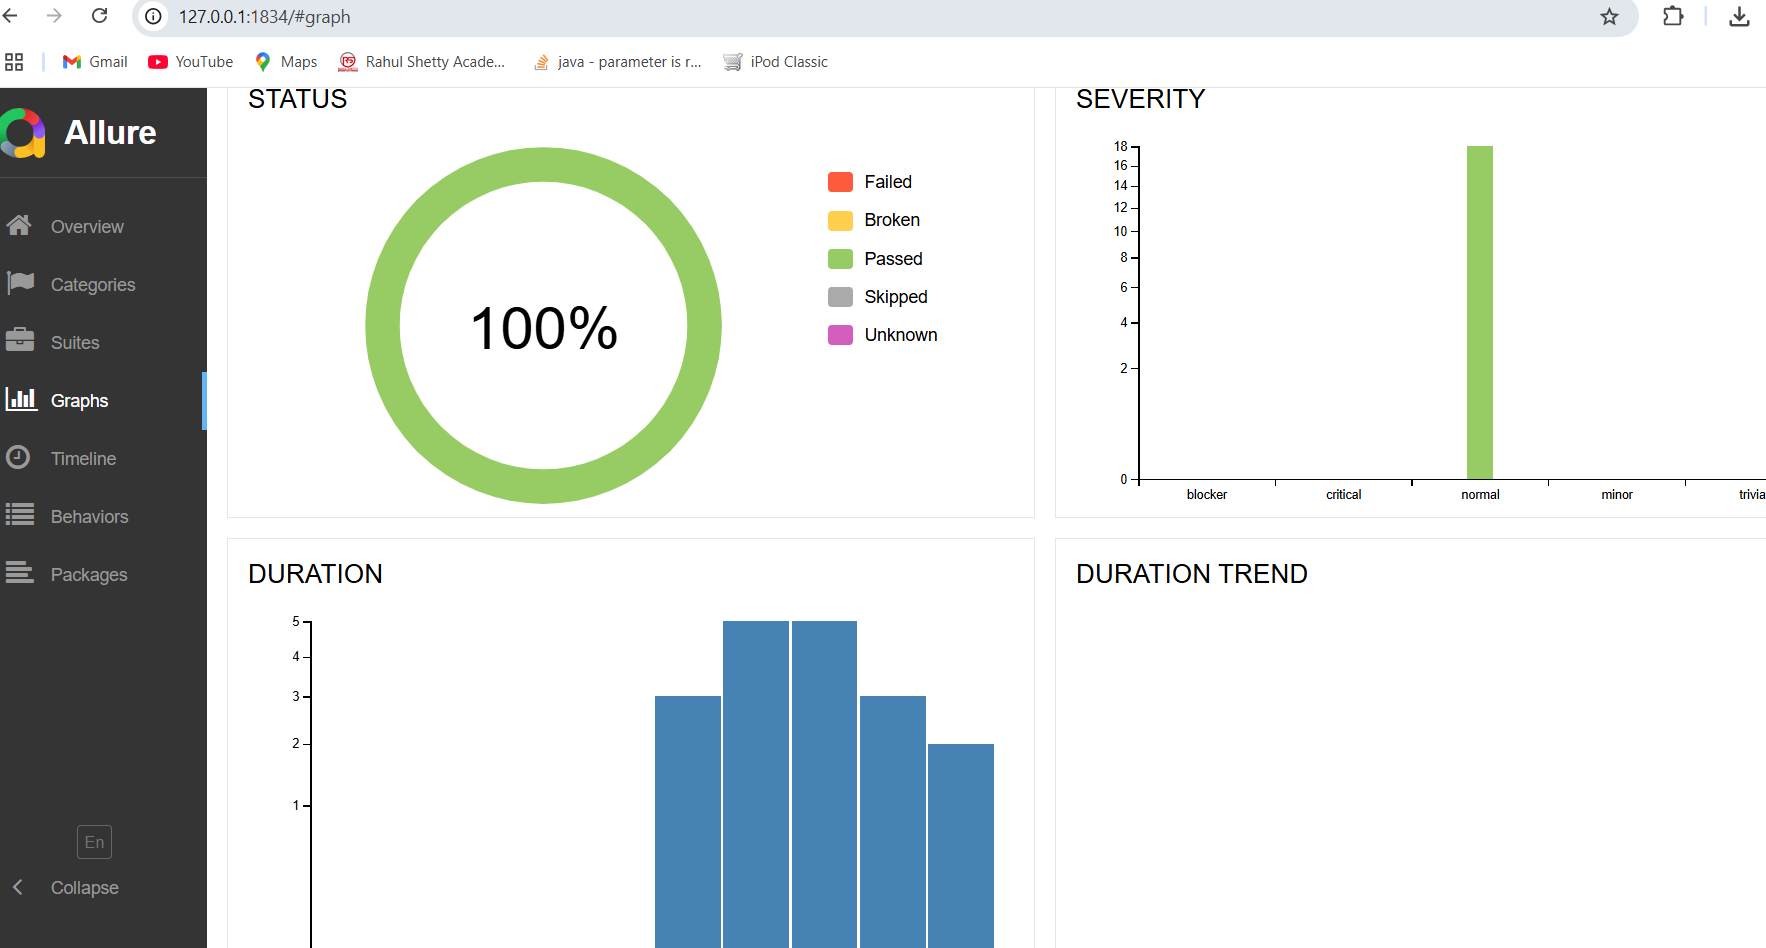 127.0.0.1:1834/#graph
Gmail YouTube Maps Rahul Shetty Acade... java - parameter is r... iPod Classic
Allure
Overview
Categories
Suites
Graphs
Timeline
Behaviors
Packages
En
Collapse
STATUS
100%
Failed
Broken
Passed
Skipped
Unknown
SEVERITY
18
16
14
12
10
8
6
4
2
0
blocker critical normal minor trivia
DURATION
5
4
3
2
1
DURATION TREND